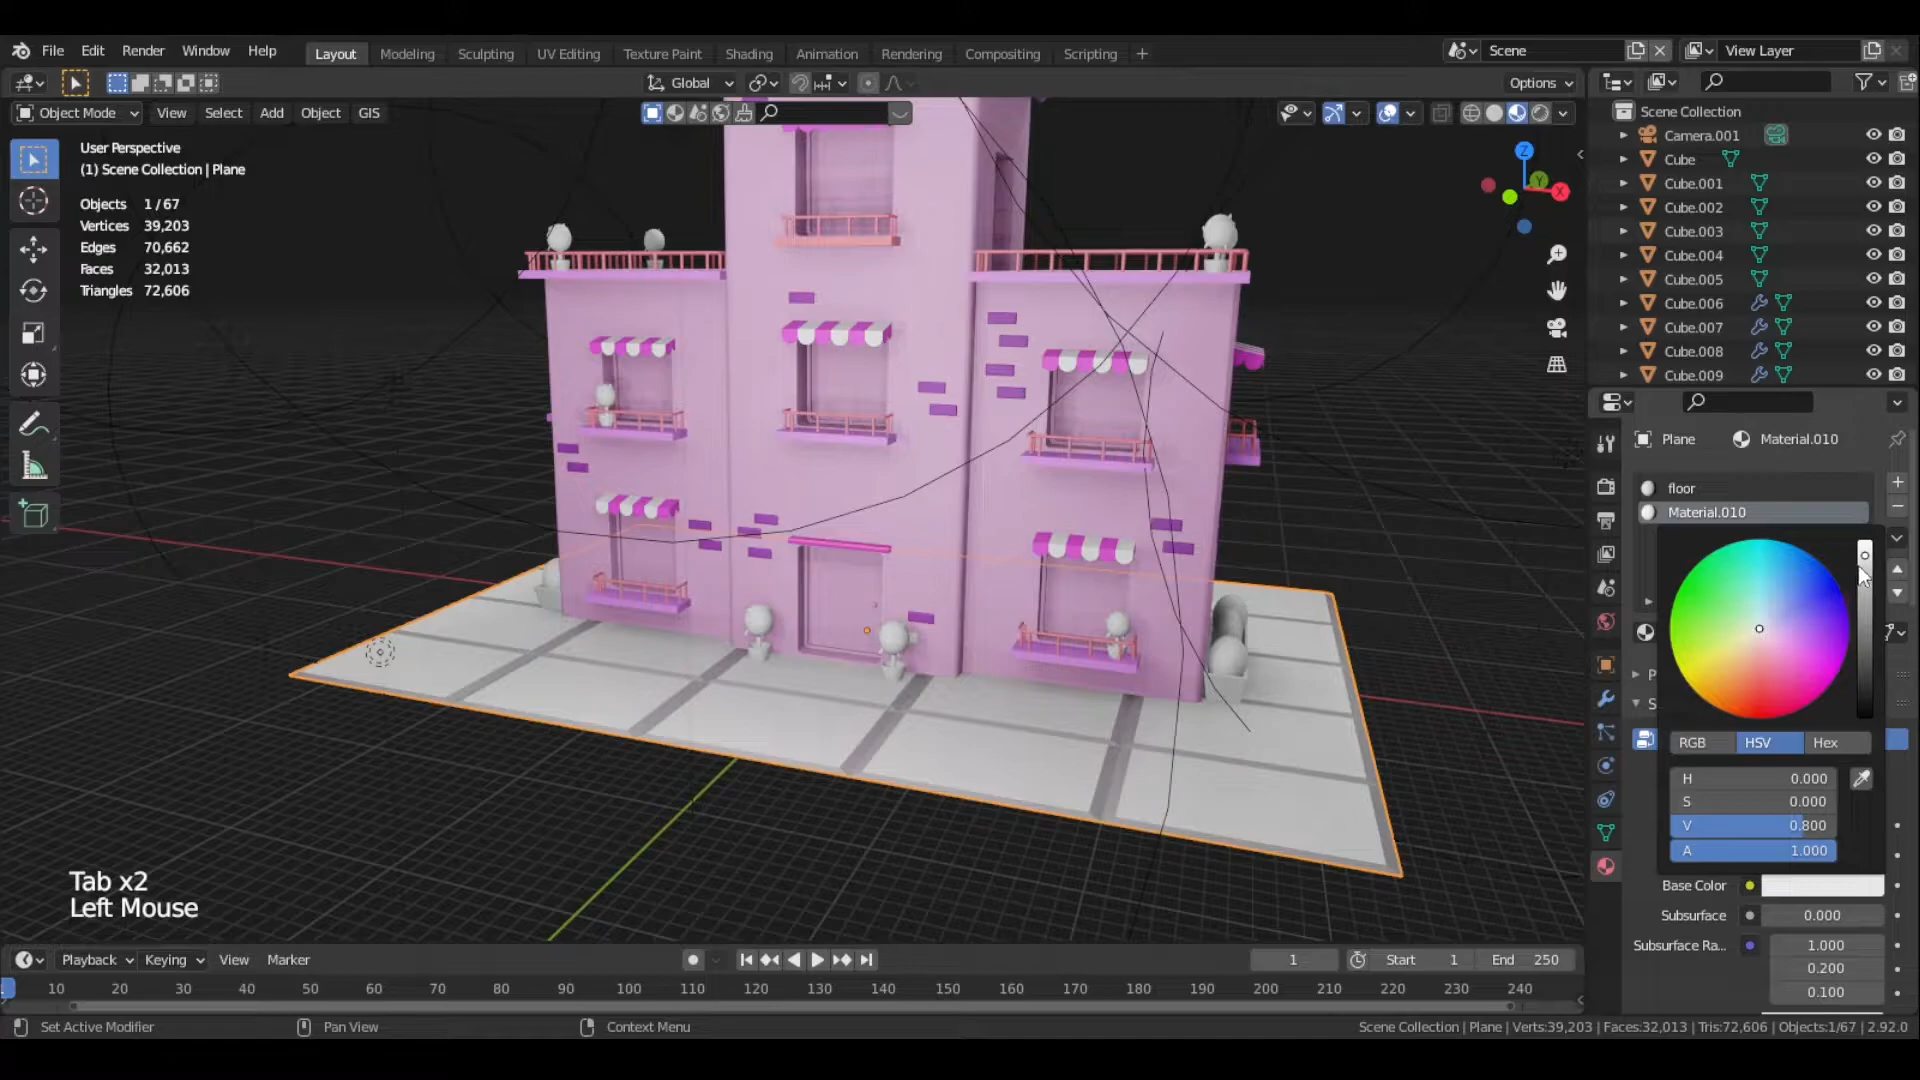 File Edit Render Window Help Layout Modeling Sculpting UV Editing Texture Paint Shading Animation Rendering Compositing Scripting + Scene View Layer
Global Options
Object Mode View Select Add Object GIS
User Perspective
(1) Scene Collection | Plane
Objects 1 / 67
Vertices 39,203
Edges 70,662
Faces 32,013
Triangles 72,606
Z
Y
X
Scene Collection
Camera.001
Cube
Cube.001
Cube.002
Cube.003
Cube.004
Cube.005
Cube.006
Cube.007
Cube.008
Cube.009
Plane Material.010
floor
Material.010
P
S
RGB HSV Hex
H 0.000
S 0.000
V 0.800
A 1.000
Base Color
Subsurface 0.000
Subsurface Ra... 1.000
0.200
0.100
Tab x2
Left Mouse
Playback Keying View Marker 1 Start 1 End 250
10 20 30 40 50 60 70 80 90 100 110 120 130 140 150 160 170 180 190 200 210 220 230 240
Set Active Modifier Pan View Context Menu Scene Collection | Plane | Verts:39,203 | Faces:32,013 | Tris:72,606 | Objects:1/67 | 2.92.0